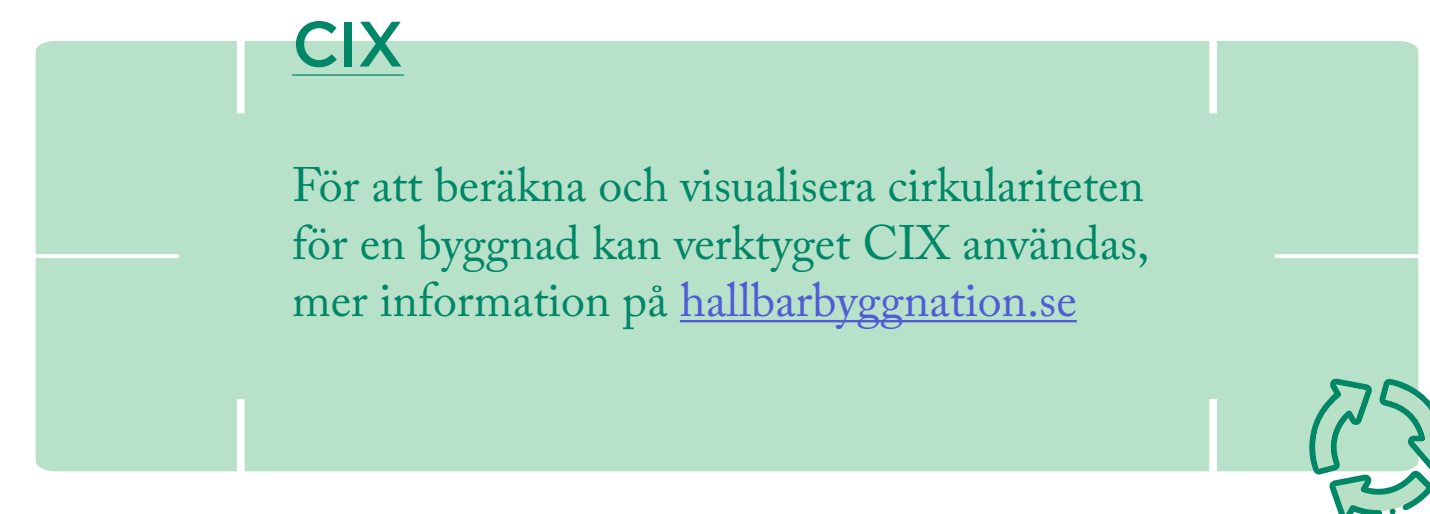 CIX
För att beräkna och visualisera cirkulariteten
för en byggnad kan verktyget CIX användas,
mer information på hallbarbyggnation.se